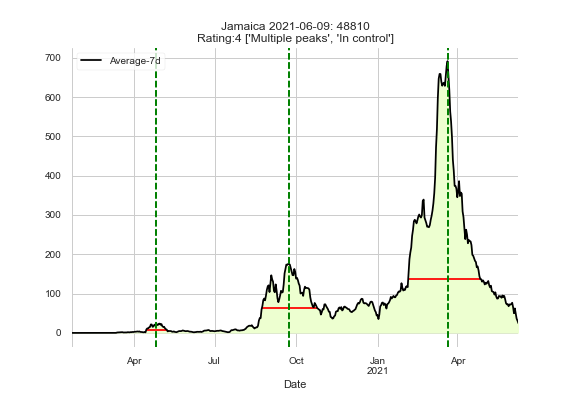 Jamaica 2021-06-09: 48810
Rating:4 ['Multiple peaks', 'In control']
Average-7d
700
600
500
400
300
200
100
0
Apr Jul Oct Jan Apr
2021
Date